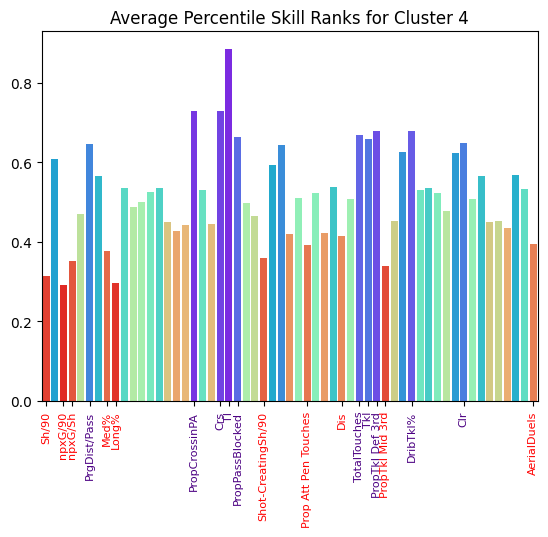 Average Percentile Skill Ranks for Cluster 4
0.8
0.6
0.4
0.2
0.0
Sh/90
npxG/90
npxG/Sh
PrgDist/Pass
Med%
Long%
PropCrossinPA
Crs
TI
PropPassBlocked
Shot-CreatingSh/90
Prop Att Pen Touches
Dis
TotalTouches
Tkl
PropTkl Def 3rd
PropTkl Mid 3rd
DribTkl%
Clr
AerialDuels